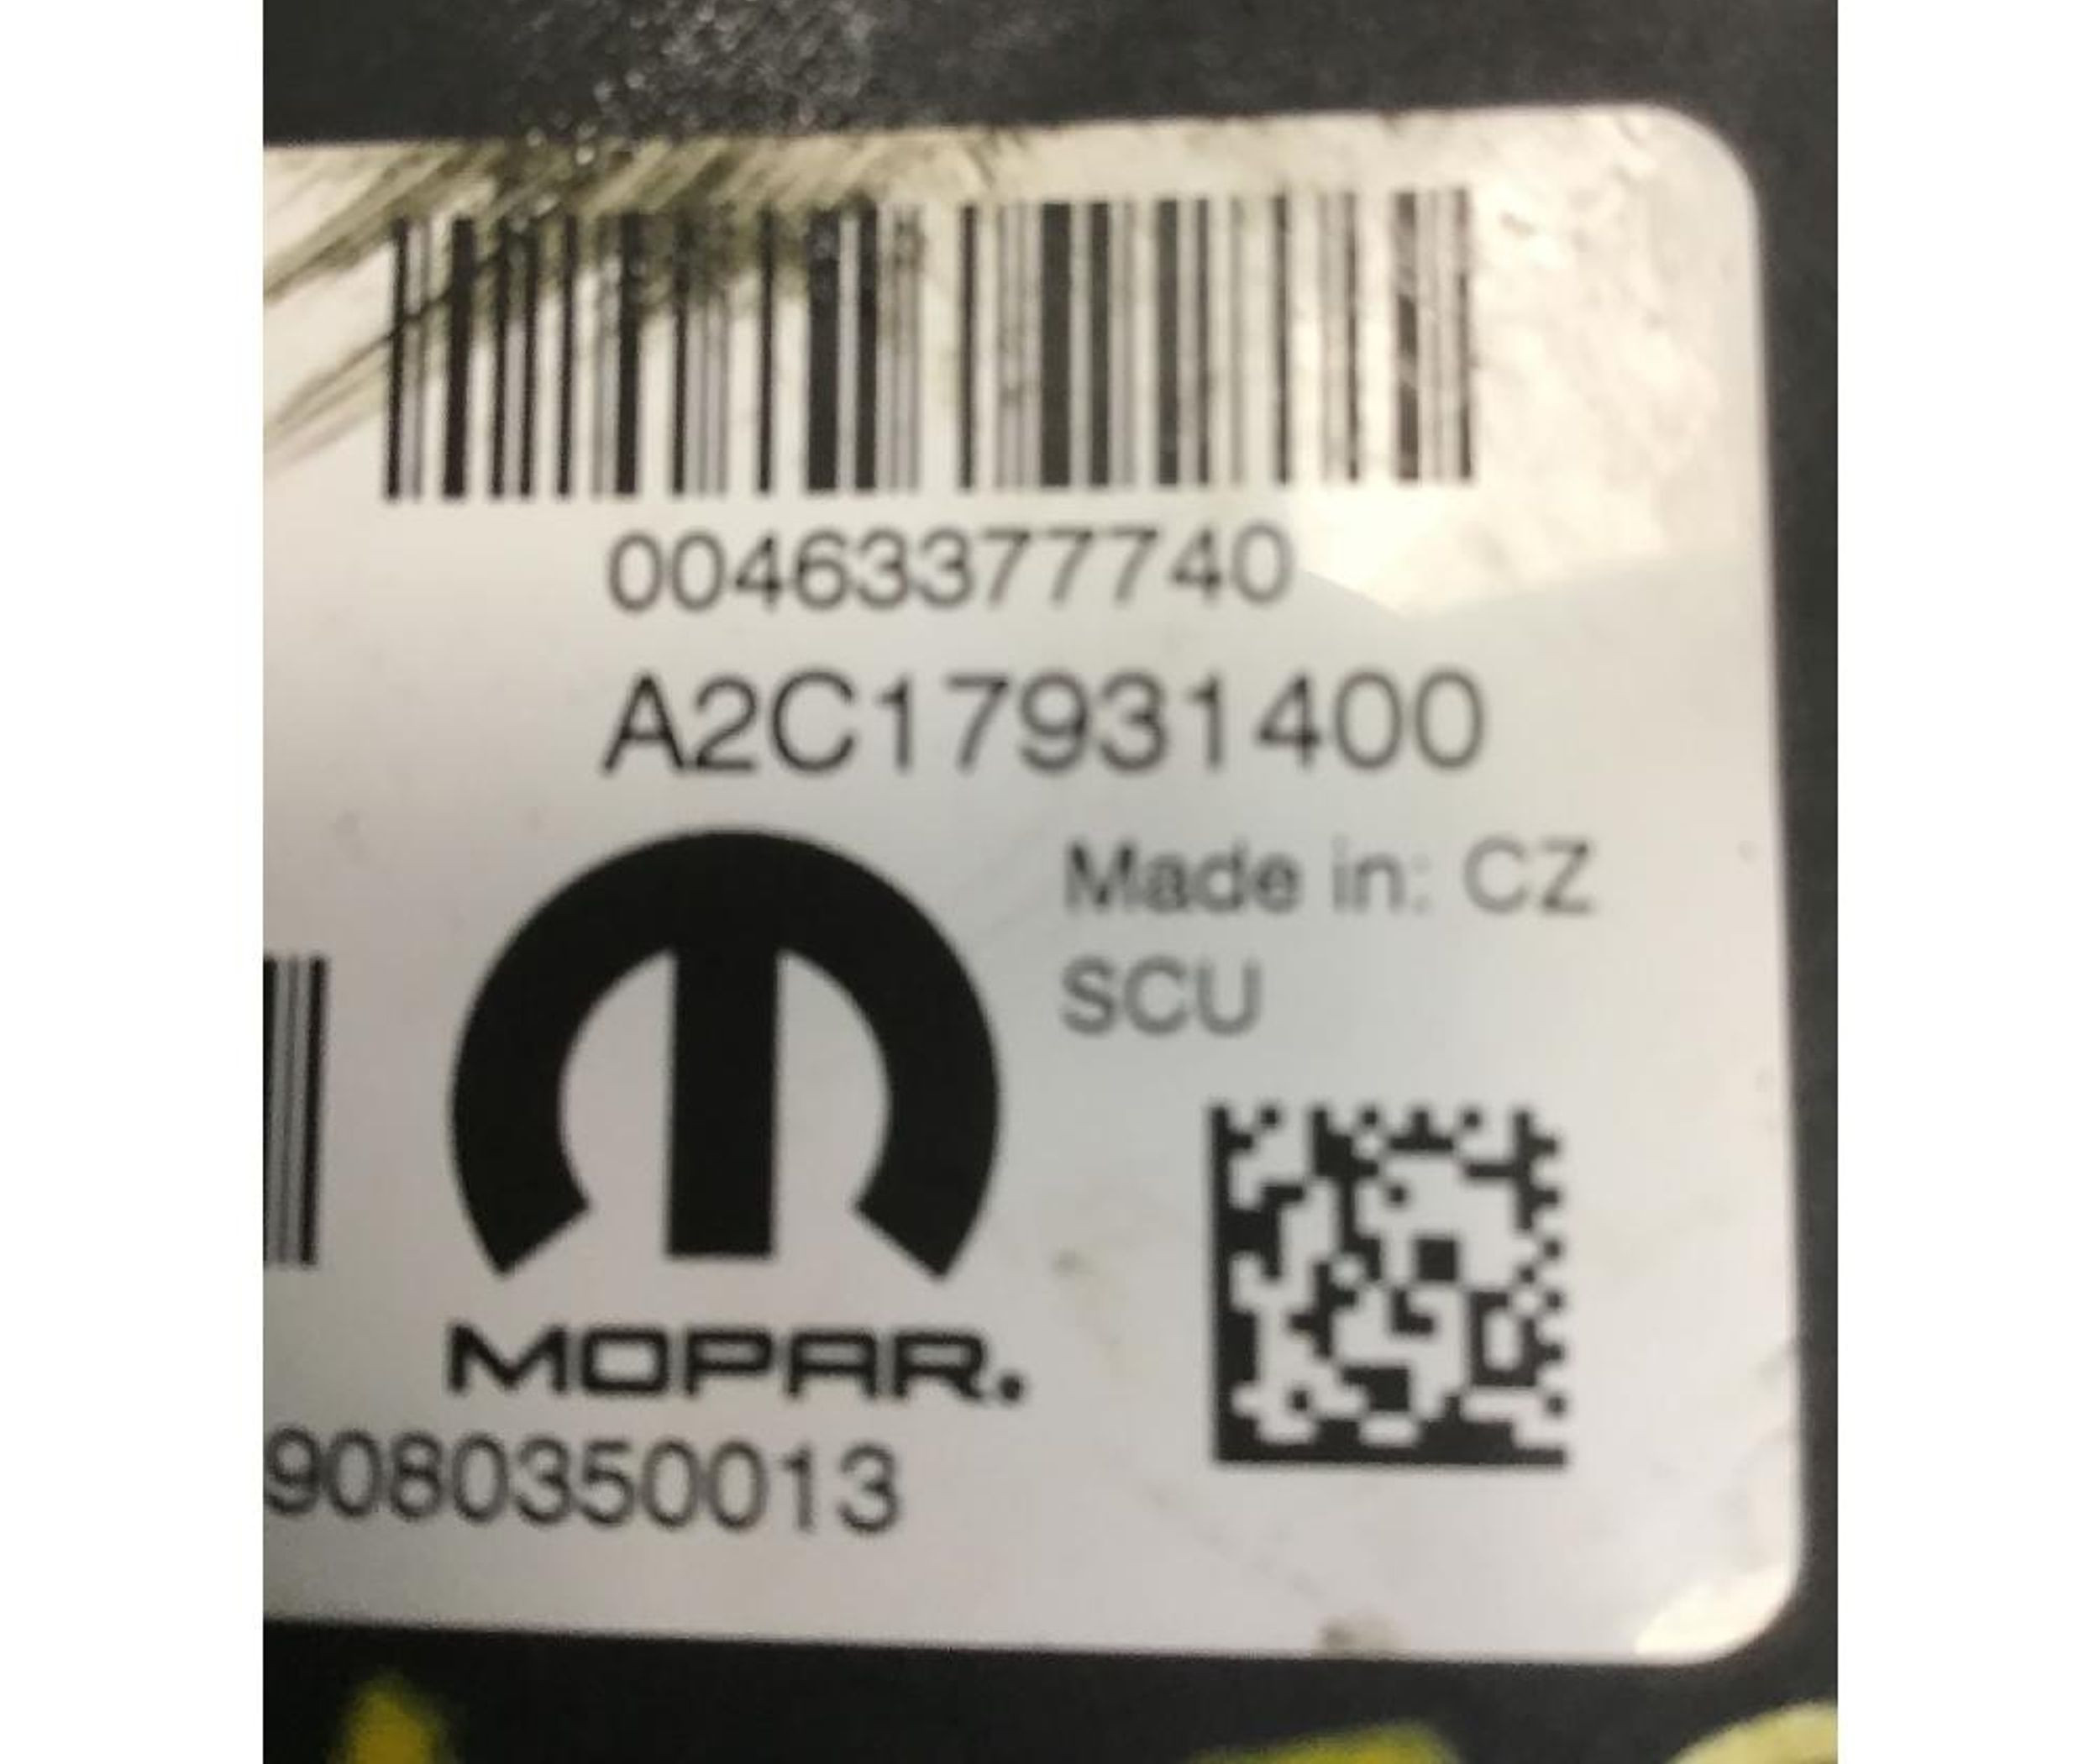 00463377740
A2C17931400
Made in: CZ
SCU
MOPAR.
9080350013